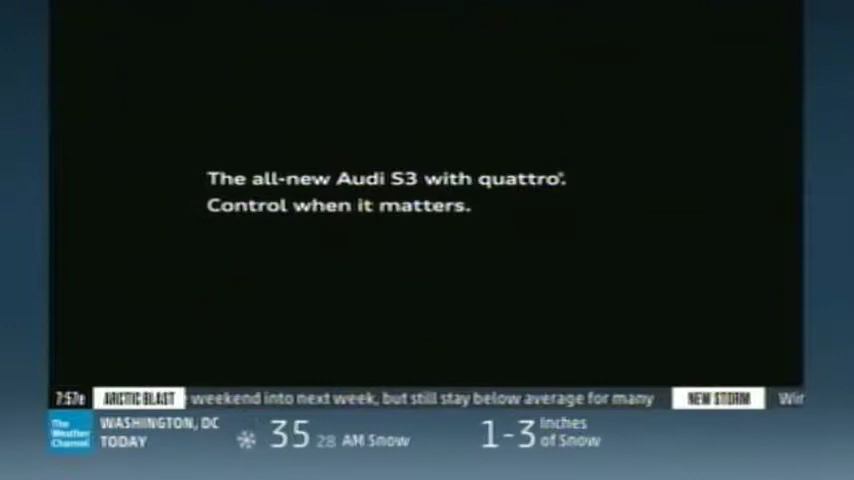 The all-new Audi S3 with quattro®.
Control when it matters.
7:57e ARCTIC BLAST weekend into next week, but still stay below average for many NEW STORM
The Weather Channel
WASHINGTON, DC
TODAY
35 28 AM Snow
1-3 Inches of Snow